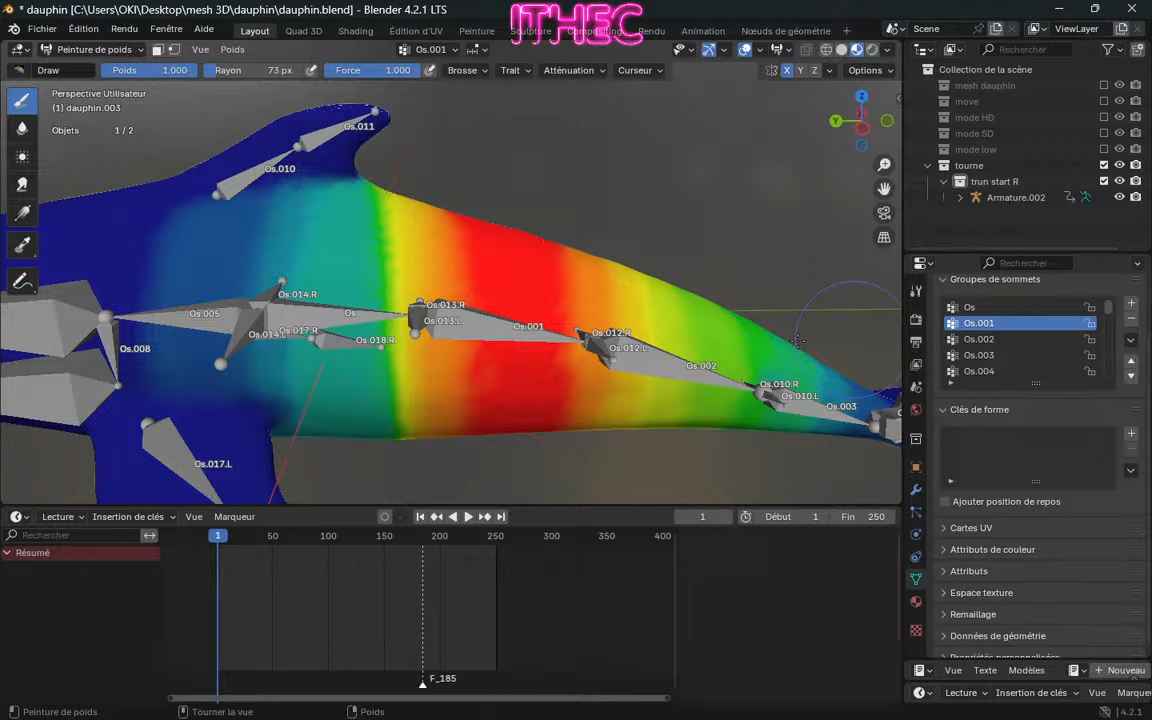 * dauphin [C:\Users\OKI\Desktop\mesh 3D\dauphin\dauphin.blend] - Blender 4.2.1 LTS
ITHEC
Fichier Édition Rendu Fenêtre Aide Layout Quad 3D Shading Édition d'UV Peinture Sculpture Compositing Rendu Animation Nœuds de géométrie + Scene ViewLayer
Peinture de poids Vue Poids Os.001 Rechercher
Draw Poids 1.000 Rayon 73 px Force 1.000 Brosse Trait Atténuation Curseur X Y Z Options
Collection de la scène
mesh dauphin
move
mode HD
mode SD
mode low
tourne
trun start R
Armature.002
Perspective Utilisateur
(1) dauphin.003
Objets 1 / 2
Z
Y
Os.011
Os.010
Os.014.R
Os.005
Os
Os.014.L
Os.017.R
Os.018.R
Os.008
Os.013.R
Os.013.L
Os.001
Os.012.R
Os.012.L
Os.002
Os.010.R
Os.010.L
Os.003
Os.017.L
Rechercher
Groupes de sommets
Os
Os.001
Os.002
Os.003
Os.004
Clés de forme
Ajouter position de repos
Cartes UV
Attributs de couleur
Attributs
Espace texture
Remaillage
Données de géométrie
Propriétés personnalisées
Vue Texte Modèles + Nouveau
Lecture Insertion de clés Vue Marqueu
Lecture Insertion de clés Vue Marqueur 1 Début 1 Fin 250
Rechercher 1 50 100 150 200 250 300 350 400
Résumé
F_185
Peinture de poids Tourner la vue Poids 4.2.1